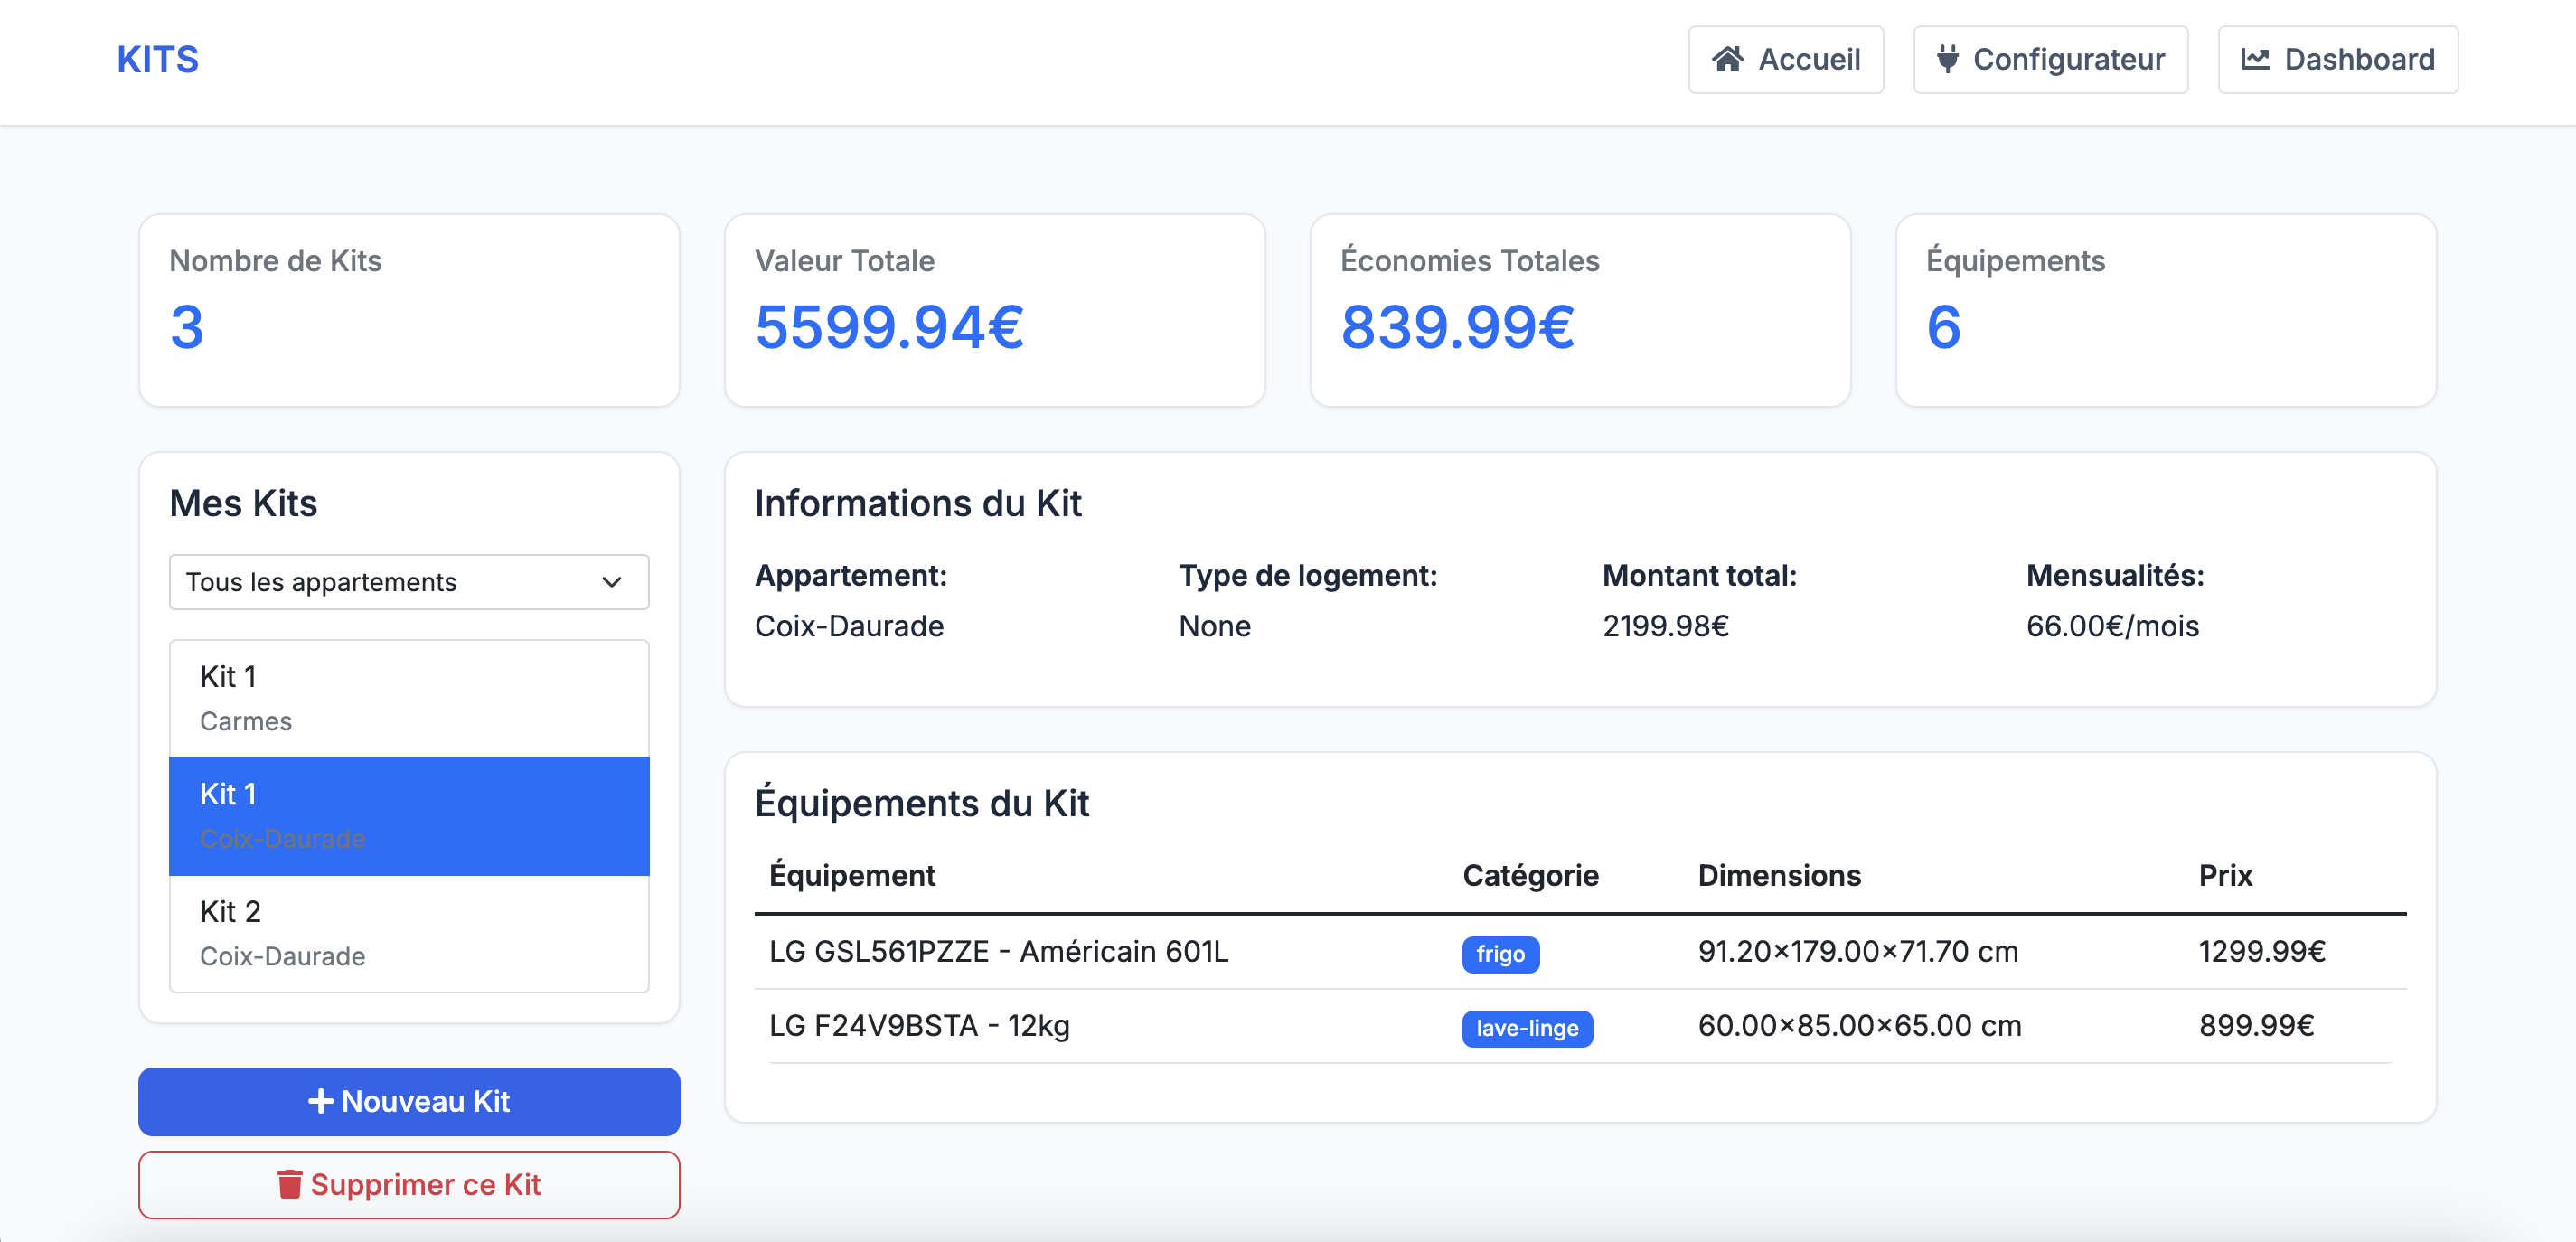 KITS
Accueil
Configurateur
Dashboard
Nombre de Kits
3
Valeur Totale
5599.94€
Économies Totales
839.99€
Équipements
6
Mes Kits
Tous les appartements
Kit 1
Carmes
Kit 1
Coix-Daurade
Kit 2
Coix-Daurade
Nouveau Kit
Supprimer ce Kit
Informations du Kit
Appartement:
Coix-Daurade
Type de logement:
None
Montant total:
2199.98€
Mensualités:
66.00€/mois
Équipements du Kit
Équipement Catégorie Dimensions Prix
LG GSL561PZZE - Américain 601L frigo 91.20×179.00×71.70 cm 1299.99€
LG F24V9BSTA - 12kg lave-linge 60.00×85.00×65.00 cm 899.99€